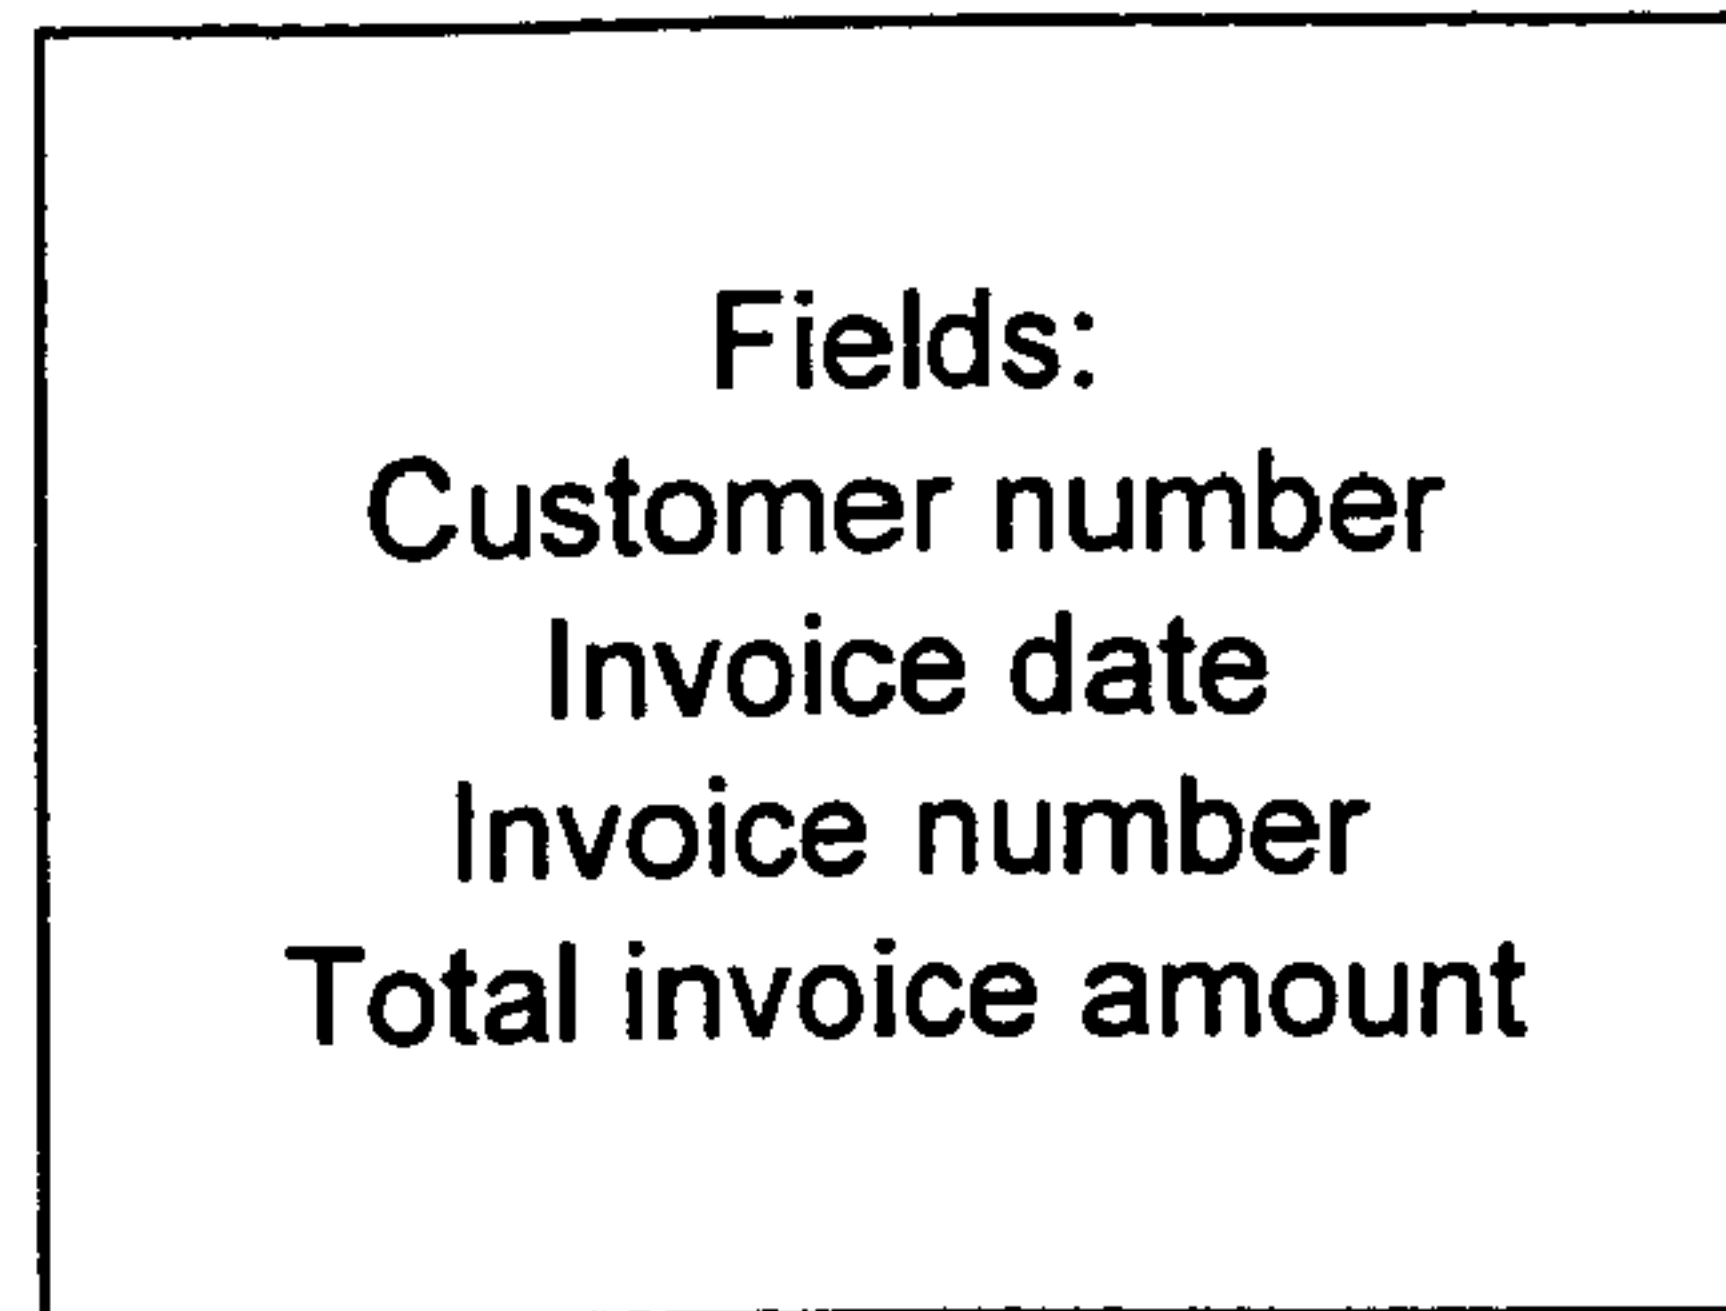 Fields:
Customer number
Invoice date
Invoice number
Total invoice amount